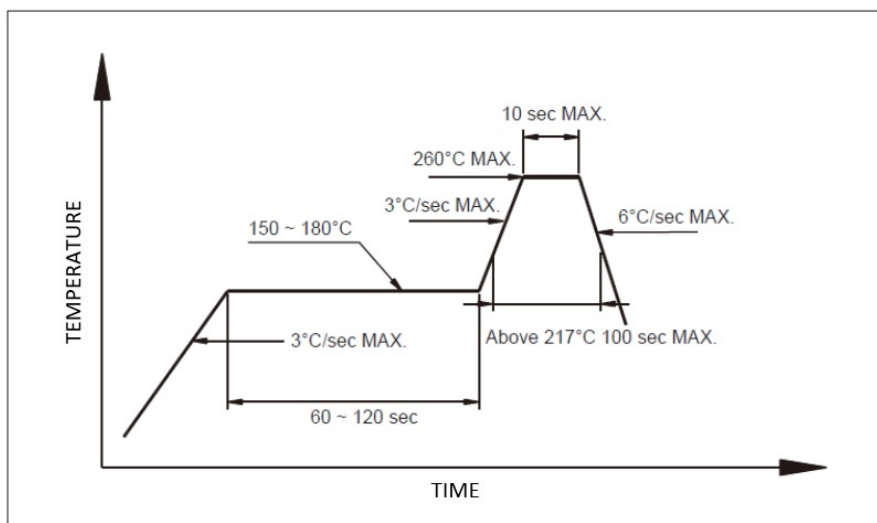 10 sec MAX.
260°C MAX.
3°C/sec MAX.
6°C/sec MAX.
150 ~ 180°C
TEMPERATURE
3°C/sec MAX.
Above 217°C 100 sec MAX.
60 ~ 120 sec
TIME